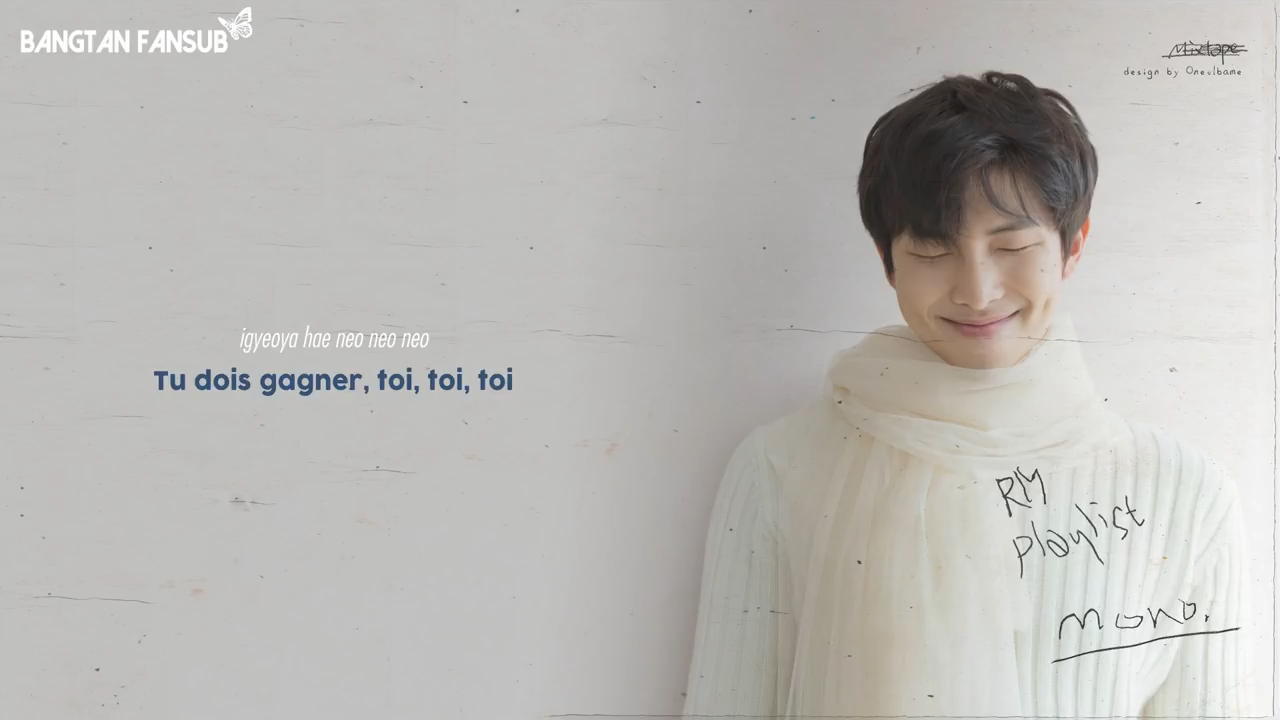 BANGTAN FANSUB
Mixtape
design by Oneulbame
igyeoya hae neo neo neo
Tu dois gagner, toi, toi, toi
RM
playlist
mono.